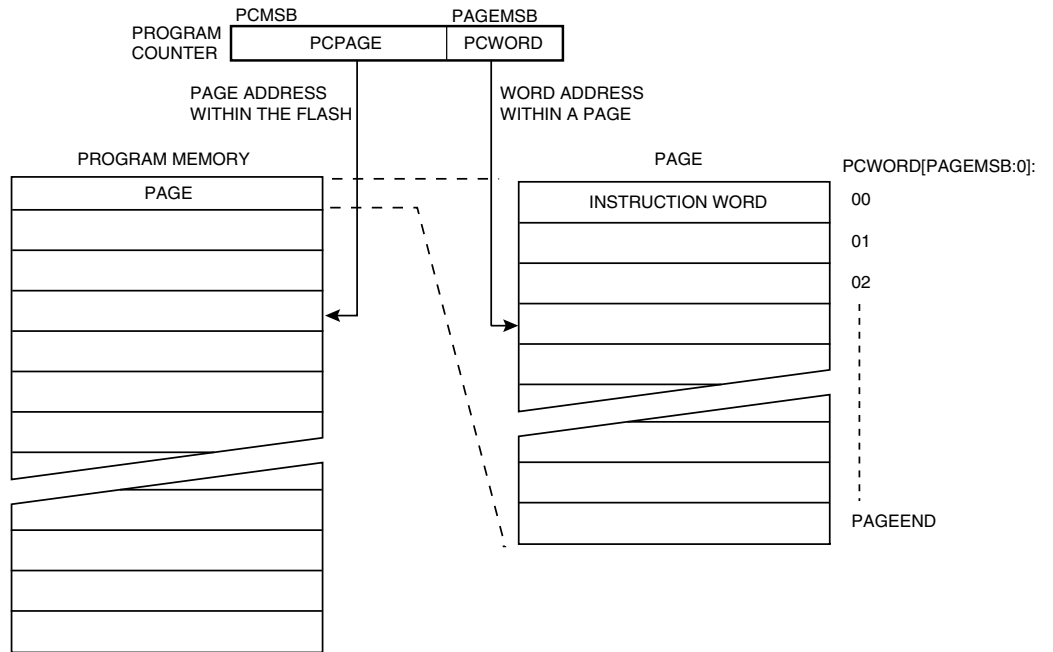 PCMSB
PAGEMSB
PROGRAM
COUNTER
PCPAGE
PCWORD
PAGE ADDRESS
WITHIN THE FLASH
WORD ADDRESS
WITHIN A PAGE
PROGRAM MEMORY
PAGE
PAGE
INSTRUCTION WORD
PCWORD[PAGEMSB:0]:
00
01
02
PAGEEND